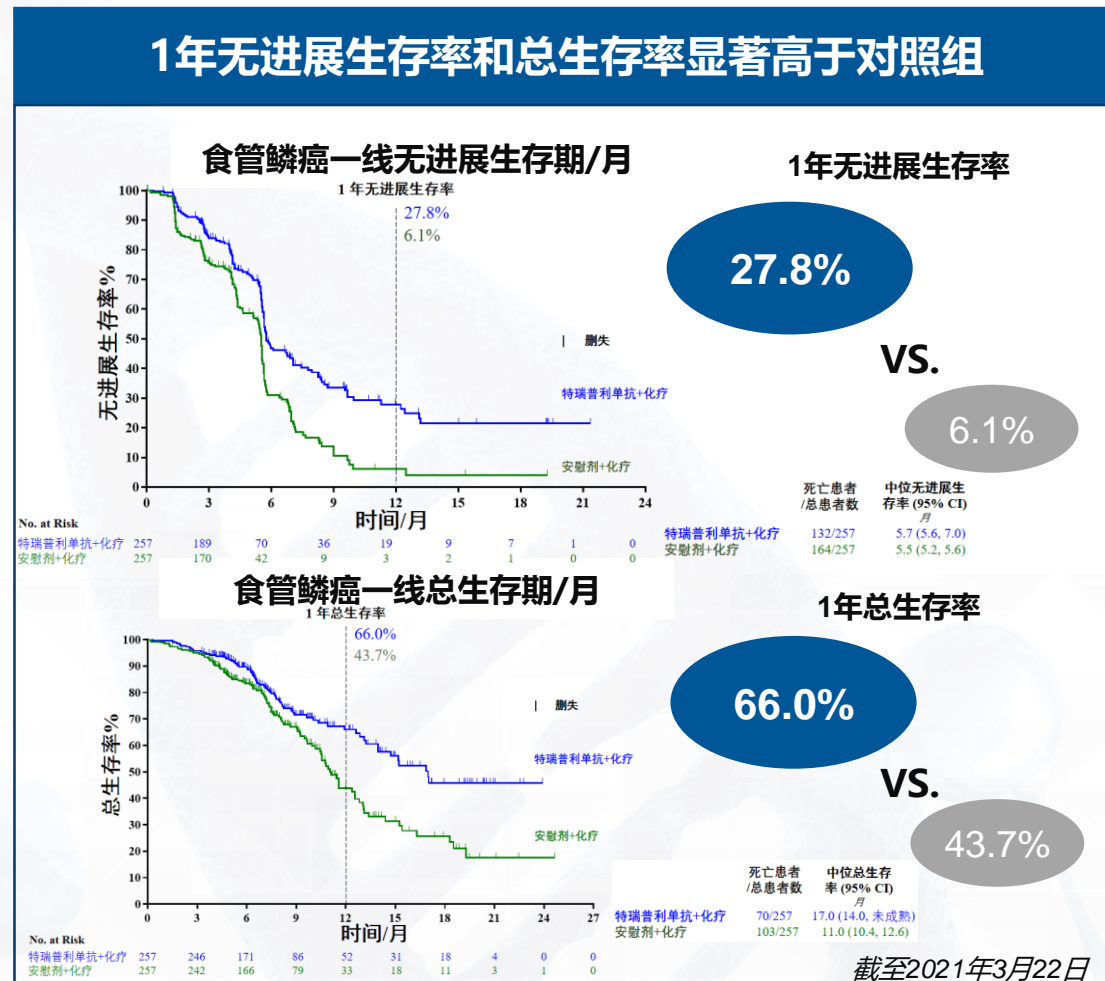 1年无进展生存率和总生存率显著高于对照组
食管鳞癌一线无进展生存期/月
1年无进展生存率
1 年无进展生存率
27.8%
6.1%
100
90
80
70
60
50
40
30
20
10
0
无进展生存率%
| 删失
特瑞普利单抗+化疗
安慰剂+化疗
0 3 6 9 12 15 18 21 24
时间/月
No. at Risk
特瑞普利单抗+化疗 257 189 70 36 19 9 7 1 0
安慰剂+化疗 257 170 42 9 3 2 1 0 0
27.8%
VS.
6.1%
死亡患者 中位无进展生
/总患者数 存率 (95% CI)
月
特瑞普利单抗+化疗 132/257 5.7 (5.6, 7.0)
安慰剂+化疗 164/257 5.5 (5.2, 5.6)
食管鳞癌一线总生存期/月
1年总生存率
1 年总生存率
66.0%
43.7%
100
90
80
70
60
50
40
30
20
10
0
总生存率%
| 删失
特瑞普利单抗+化疗
安慰剂+化疗
0 3 6 9 12 15 18 21 24 27
时间/月
No. at Risk
特瑞普利单抗+化疗 257 246 171 86 52 31 18 4 0 0
安慰剂+化疗 257 242 166 79 33 18 11 3 1 0
66.0%
VS.
43.7%
死亡患者 中位总生存
/总患者数 率 (95% CI)
月
特瑞普利单抗+化疗 70/257 17.0 (14.0, 未成熟)
安慰剂+化疗 103/257 11.0 (10.4, 12.6)
截至2021年3月22日